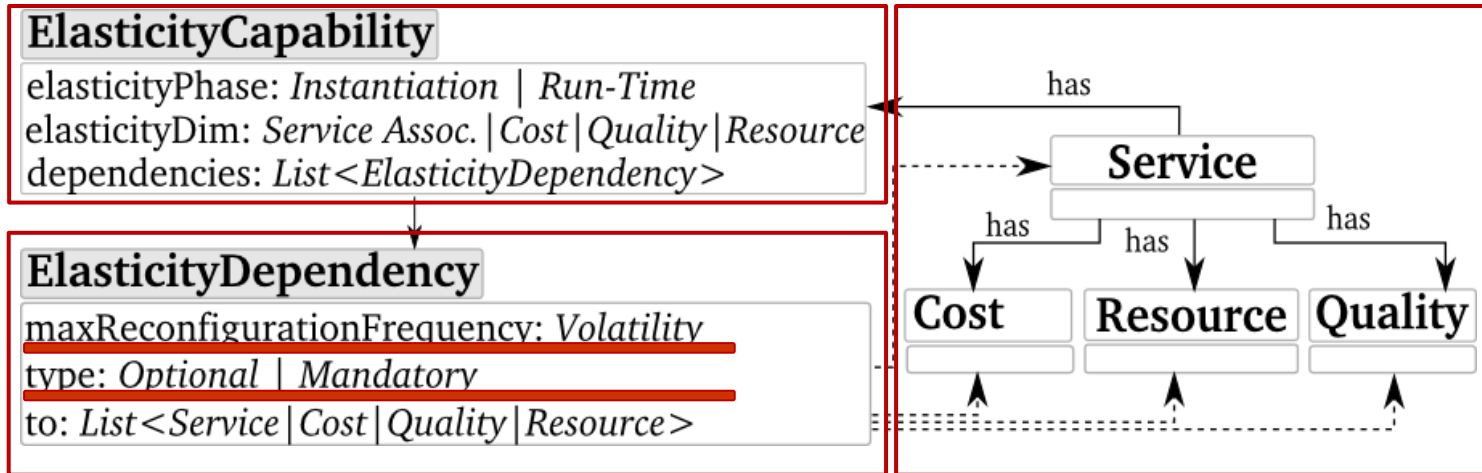 ElasticityCapability
elasticityPhase: Instantiation | Run-Time
elasticityDim: Service Assoc.|Cost|Quality|Resource
dependencies: List<ElasticityDependency>
ElasticityDependency
maxReconfigurationFrequency: Volatility
type: Optional | Mandatory
to: List<Service|Cost|Quality|Resource>
has
Service
has
has
has
Cost
Resource
Quality